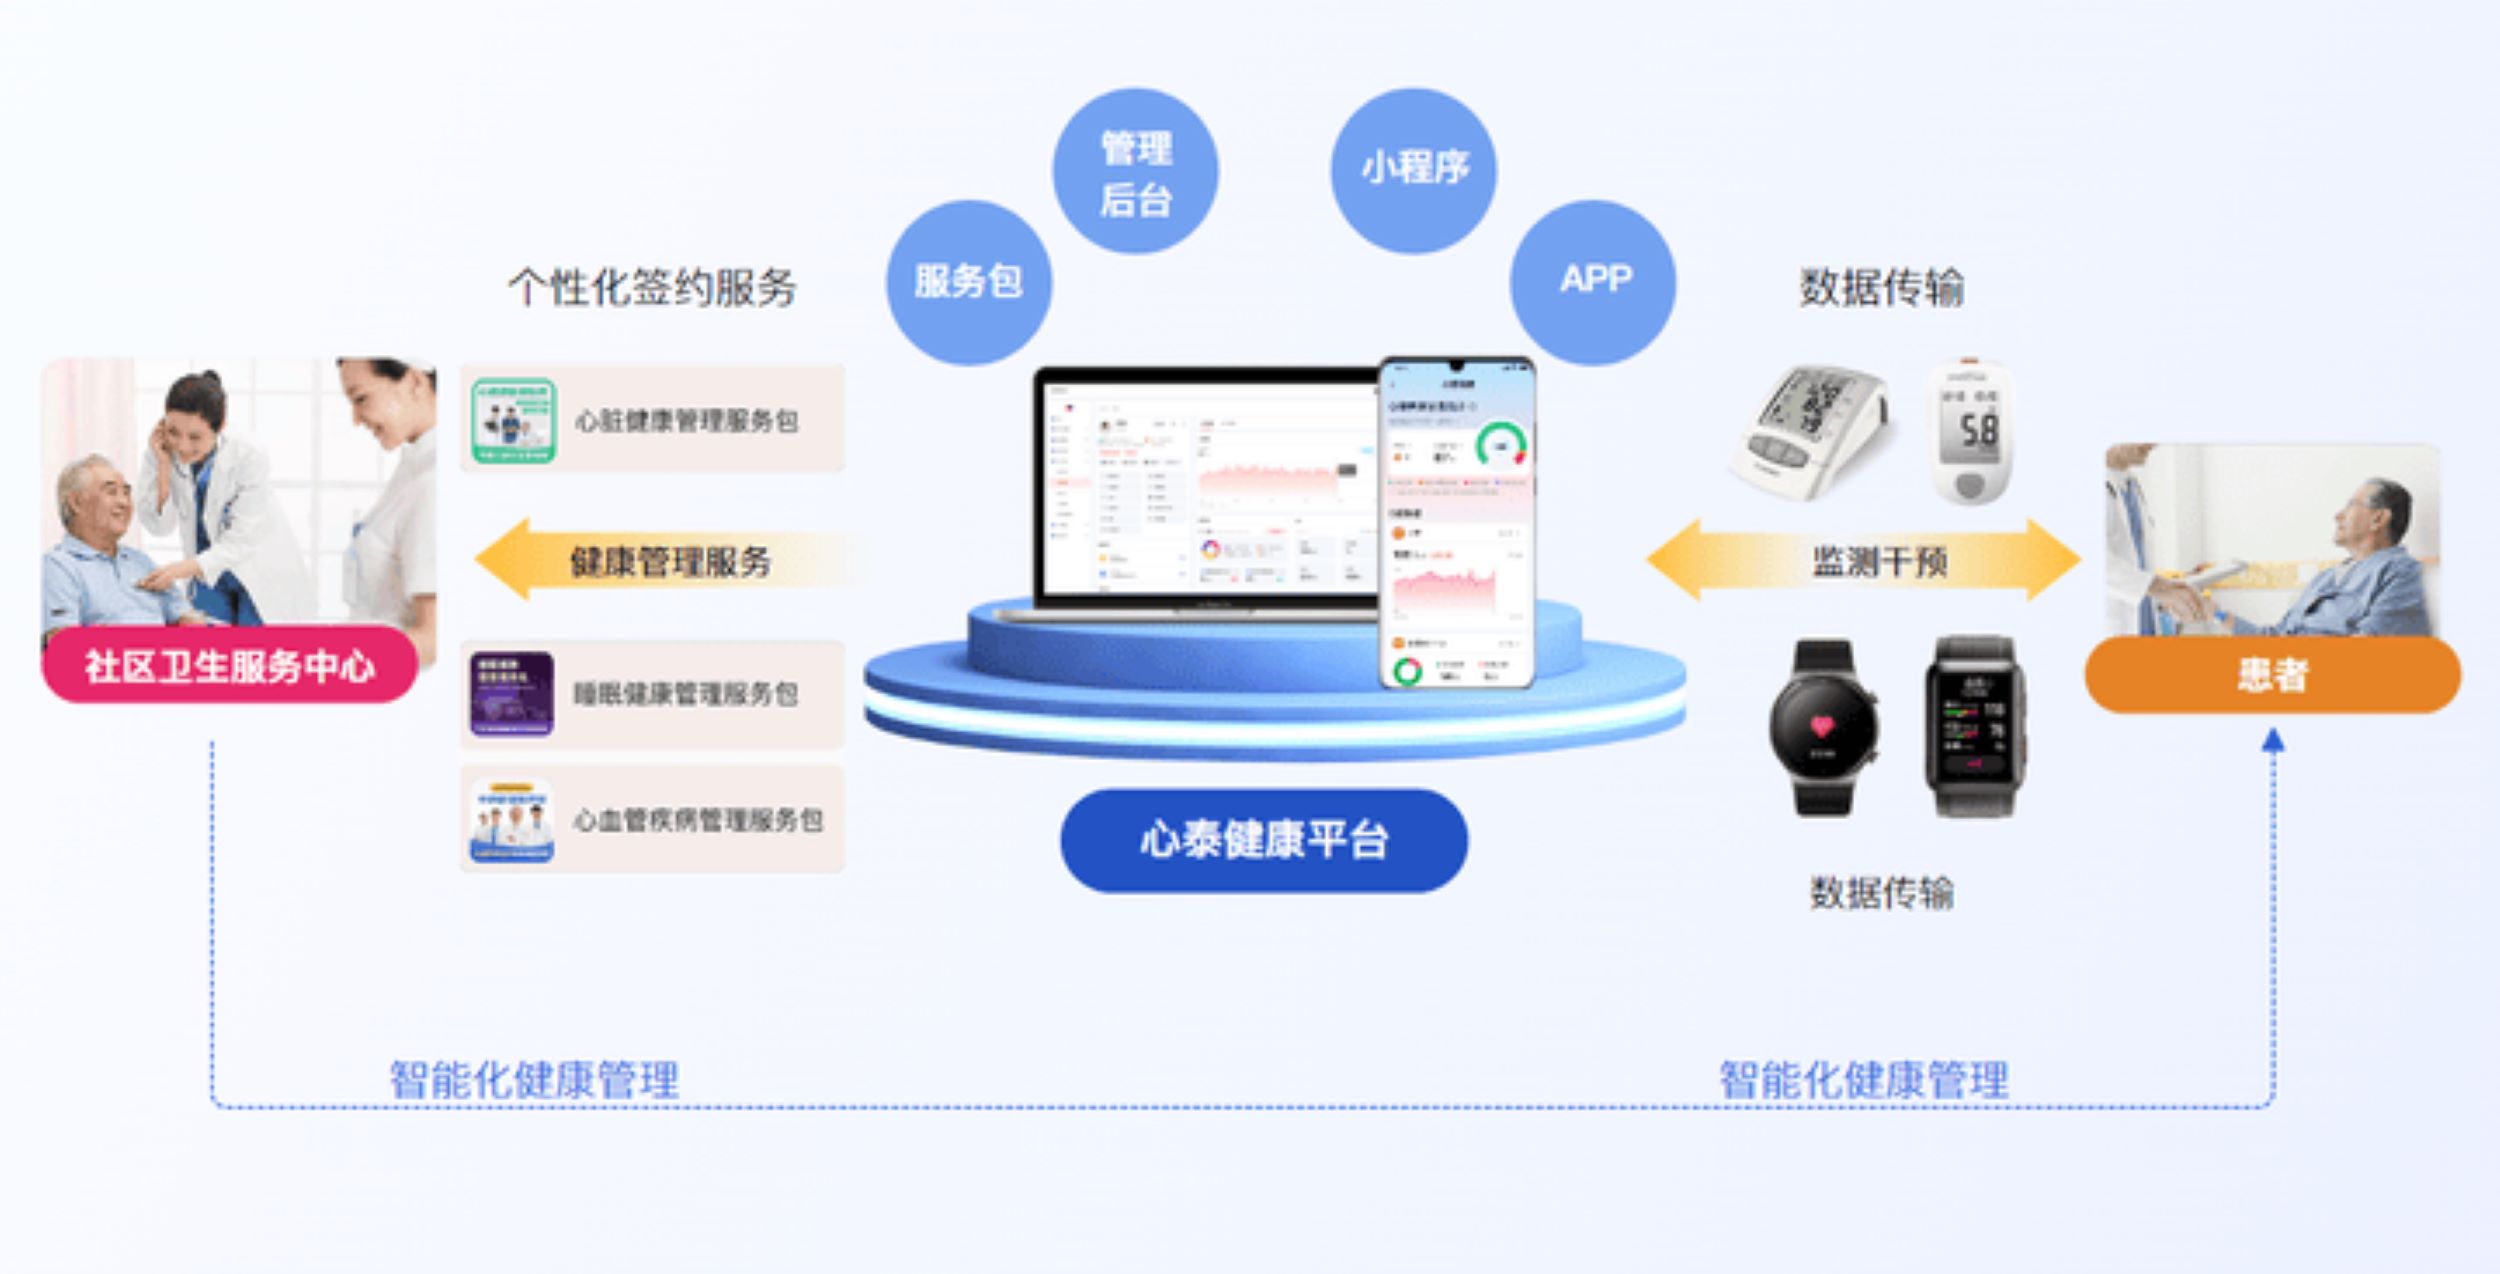 管理
后台
小程序
服务包
APP
个性化签约服务
数据传输
心脏健康管理服务包
5.8
健康管理服务
监测干预
社区卫生服务中心
患者
睡眠健康管理服务包
心血管疾病管理服务包
心泰健康平台
数据传输
智能化健康管理
智能化健康管理